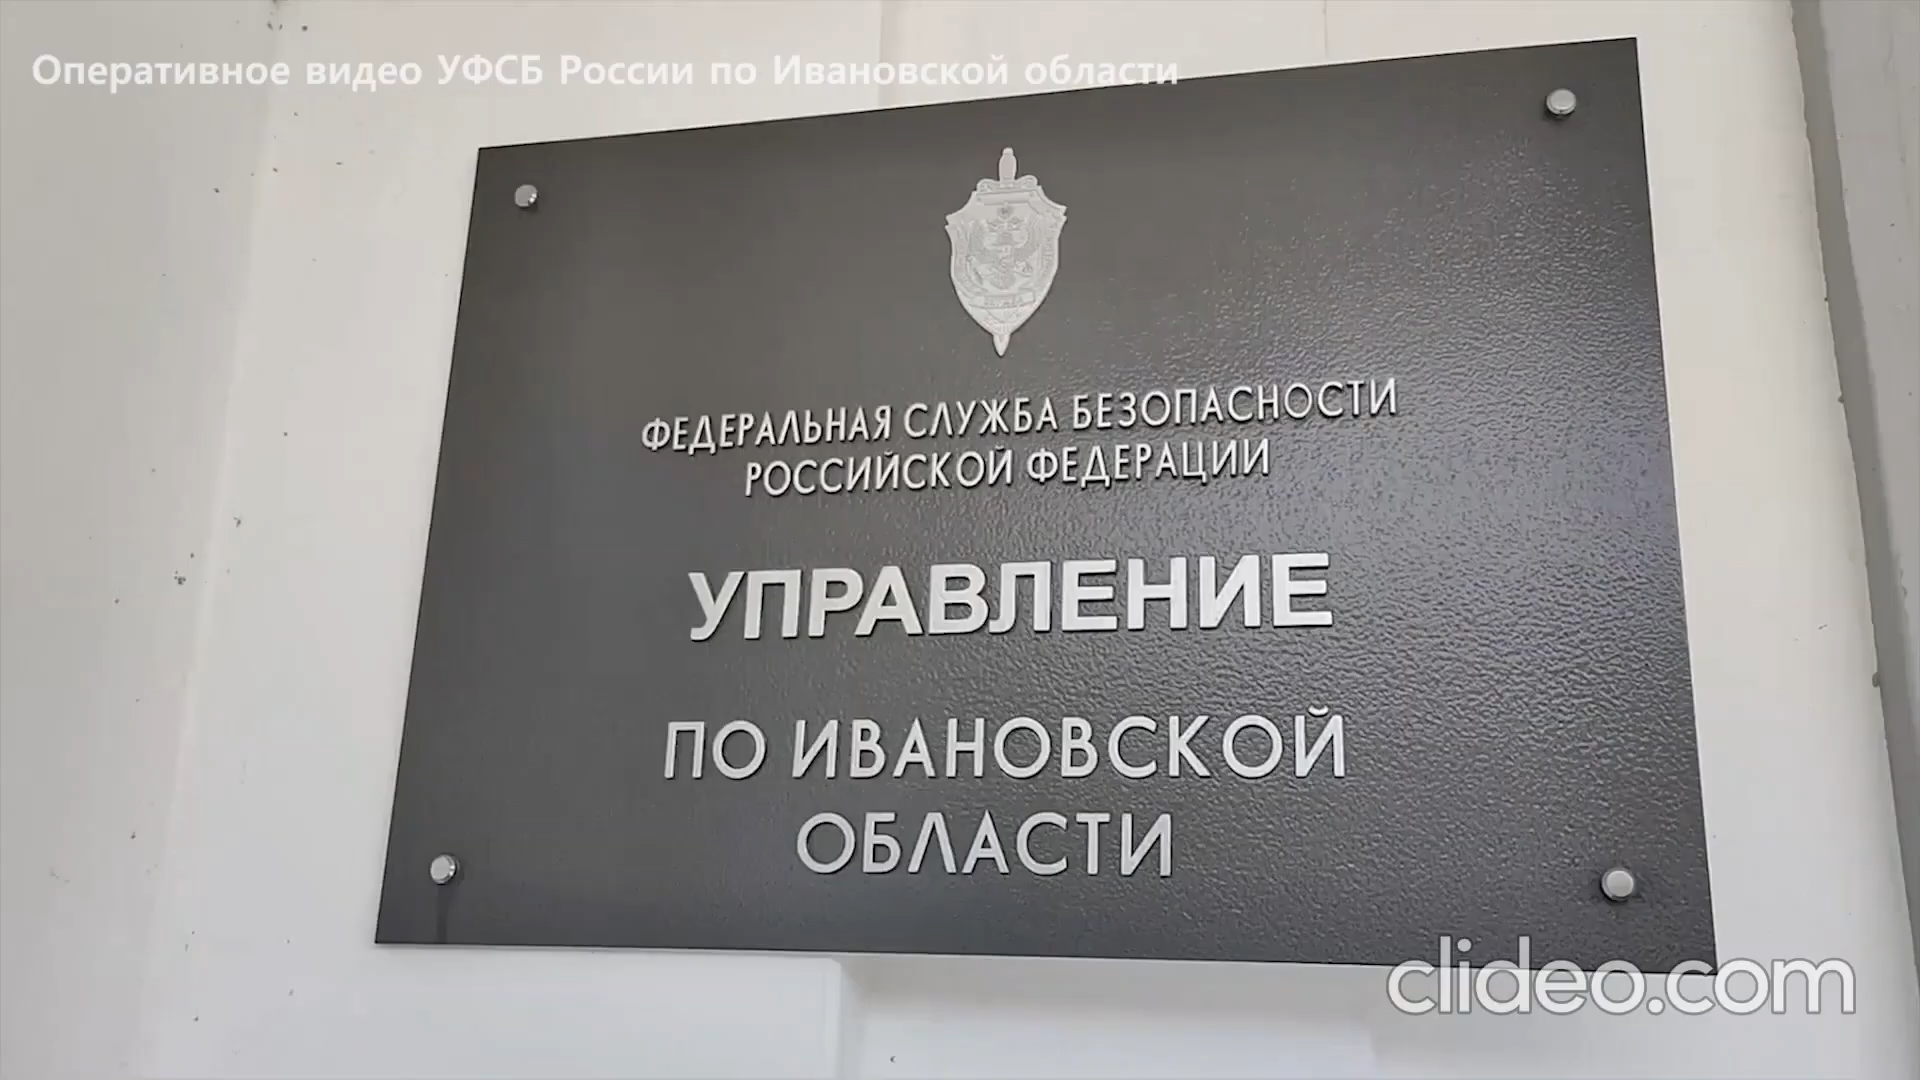 Оперативное видео УФСБ России по Ивановской области
ФЕДЕРАЛЬНАЯ СЛУЖБА БЕЗОПАСНОСТИ
РОССИЙСКОЙ ФЕДЕРАЦИИ
УПРАВЛЕНИЕ
ПО ИВАНОВСКОЙ
ОБЛАСТИ
clideo.com